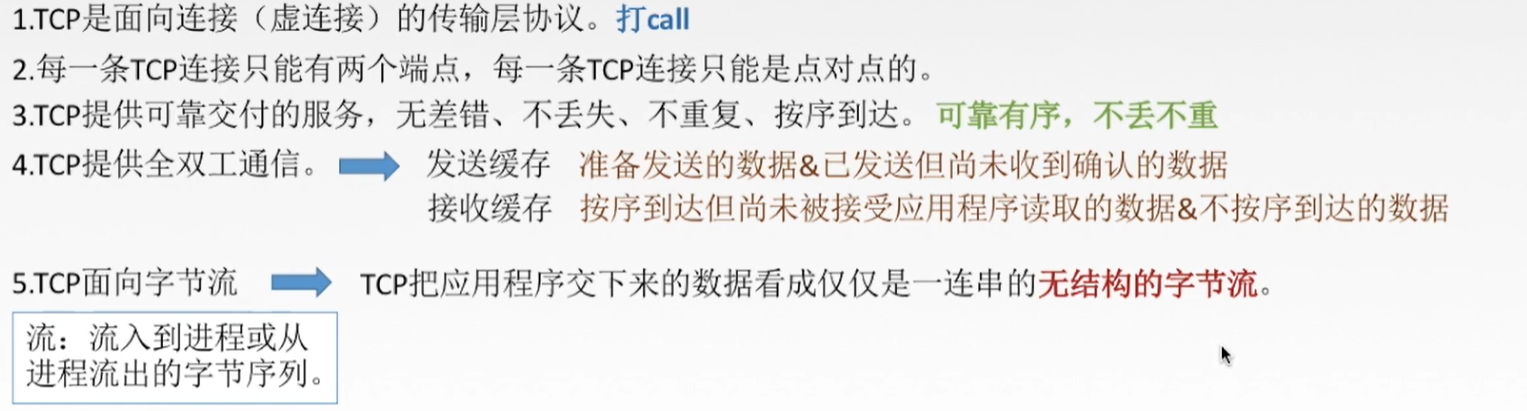 1.TCP是面向连接（虚连接）的传输层协议。打call
2.每一条TCP连接只能有两个端点，每一条TCP连接只能是点对点的。
3.TCP提供可靠交付的服务，无差错、不丢失、不重复、按序到达。可靠有序，不丢不重
4.TCP提供全双工通信。 发送缓存 准备发送的数据&已发送但尚未收到确认的数据
接收缓存 按序到达但尚未被接受应用程序读取的数据&不按序到达的数据
5.TCP面向字节流 TCP把应用程序交下来的数据看成仅仅是一连串的无结构的字节流。
流：流入到进程或从
进程流出的字节序列。